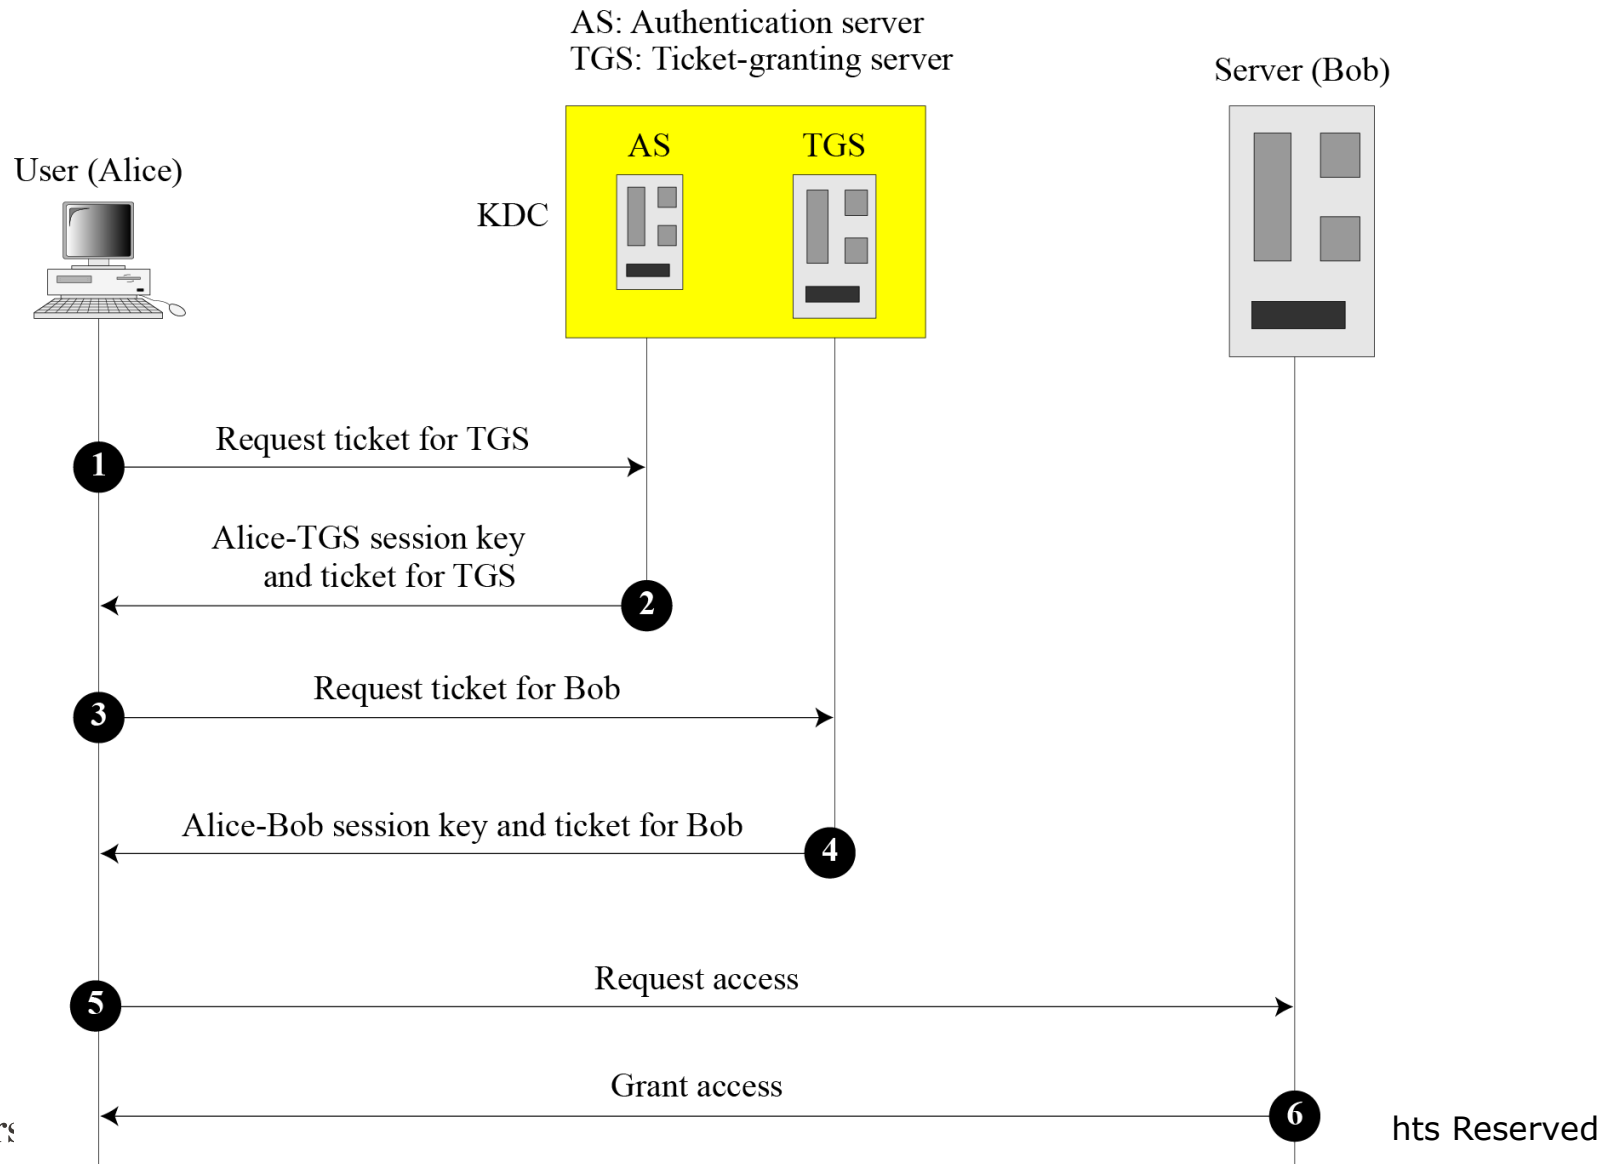 AS: Authentication server
TGS: Ticket-granting server
Server (Bob)
User (Alice)
AS
TGS
KDC
Request ticket for TGS
1
Alice-TGS session key
and ticket for TGS
2
Request ticket for Bob
3
Alice-Bob session key and ticket for Bob
4
Request access
5
Grant access
6
hts Reserved